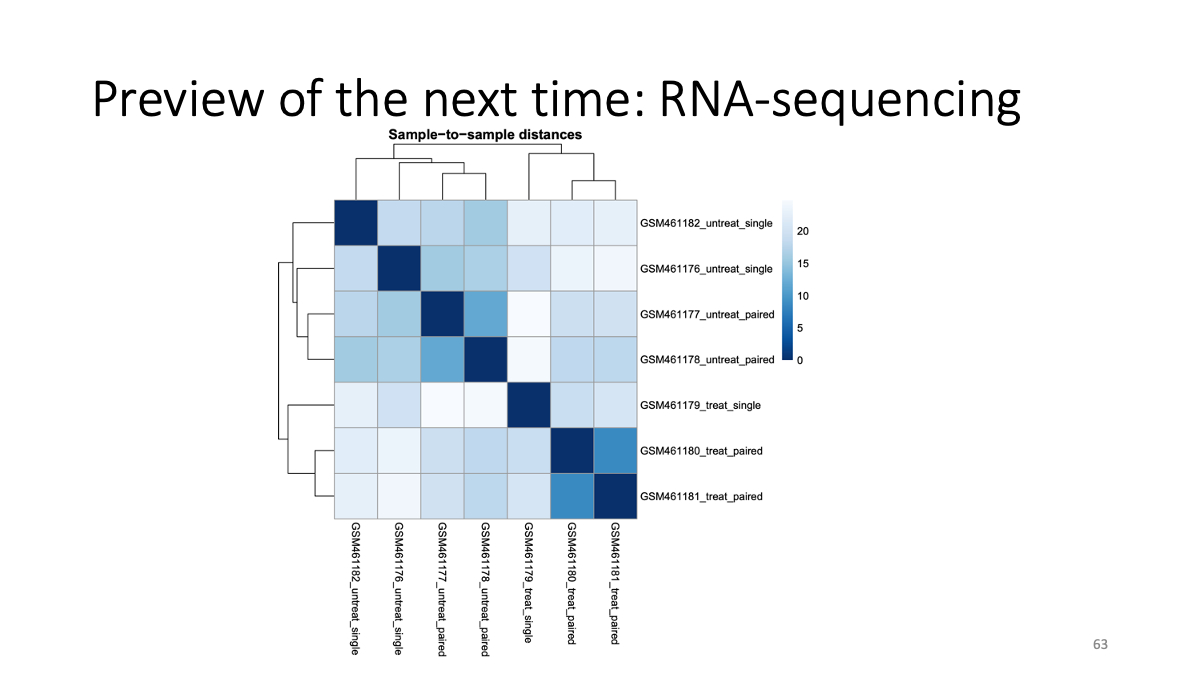 Preview of the next time: RNA-sequencing
Sample−to−sample distances
GSM461182_untreat_single
GSM461176_untreat_single
GSM461177_untreat_paired
GSM461178_untreat_paired
GSM461179_treat_single
GSM461180_treat_paired
GSM461181_treat_paired
20
15
10
5
0
GSM461182_untreat_single
GSM461176_untreat_single
GSM461177_untreat_paired
GSM461178_untreat_paired
GSM461179_treat_single
GSM461180_treat_paired
GSM461181_treat_paired
63